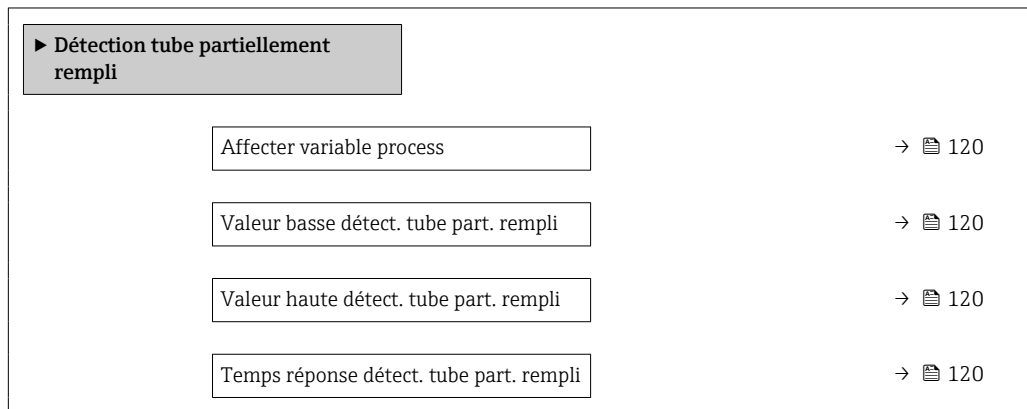 ► Détection tube partiellement
rempli
Affecter variable process → 120
Valeur basse détect. tube part. rempli → 120
Valeur haute détect. tube part. rempli → 120
Temps réponse détect. tube part. rempli → 120